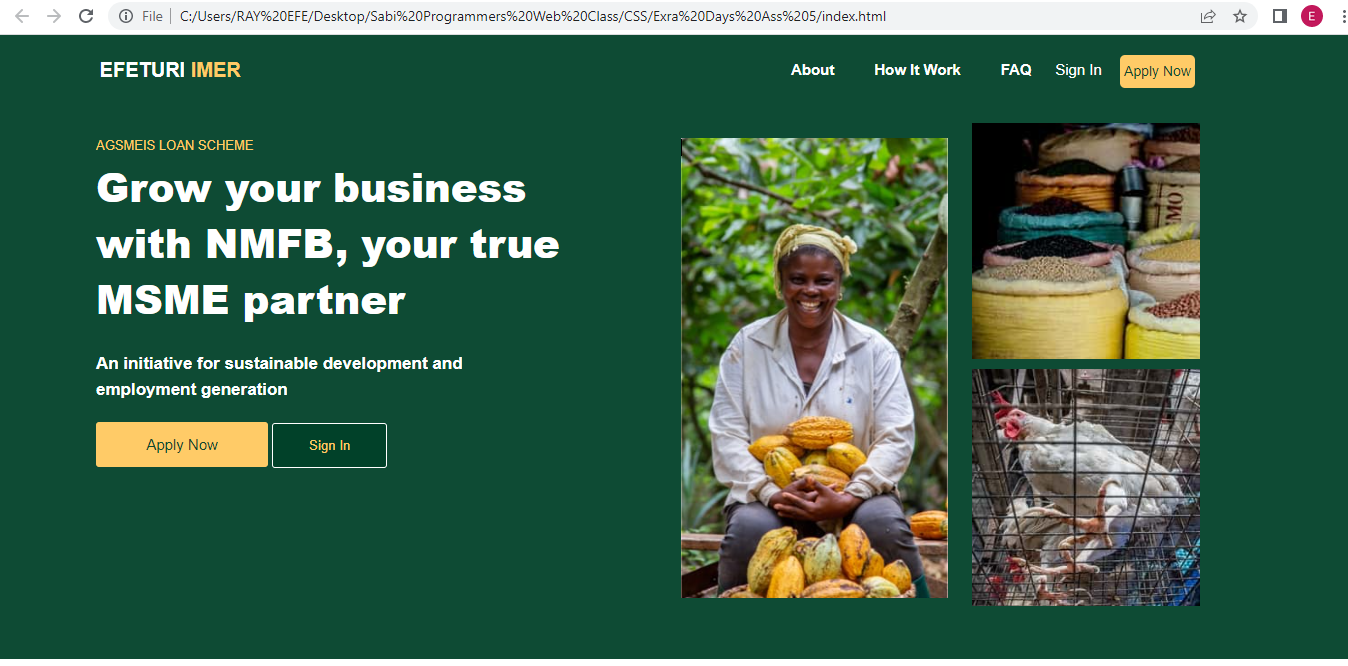 File
C:/Users/RAY%20EFE/Desktop/Sabi%20Programmers%20Web%20Class/CSS/Exra%20Days%20Ass%205/index.html
E
EFETURI IMER
About
How It Work
FAQ
Sign In
Apply Now
AGSMEIS LOAN SCHEME
Grow your business
with NMFB, your true
MSME partner
An initiative for sustainable development and
employment generation
Apply Now
Sign In